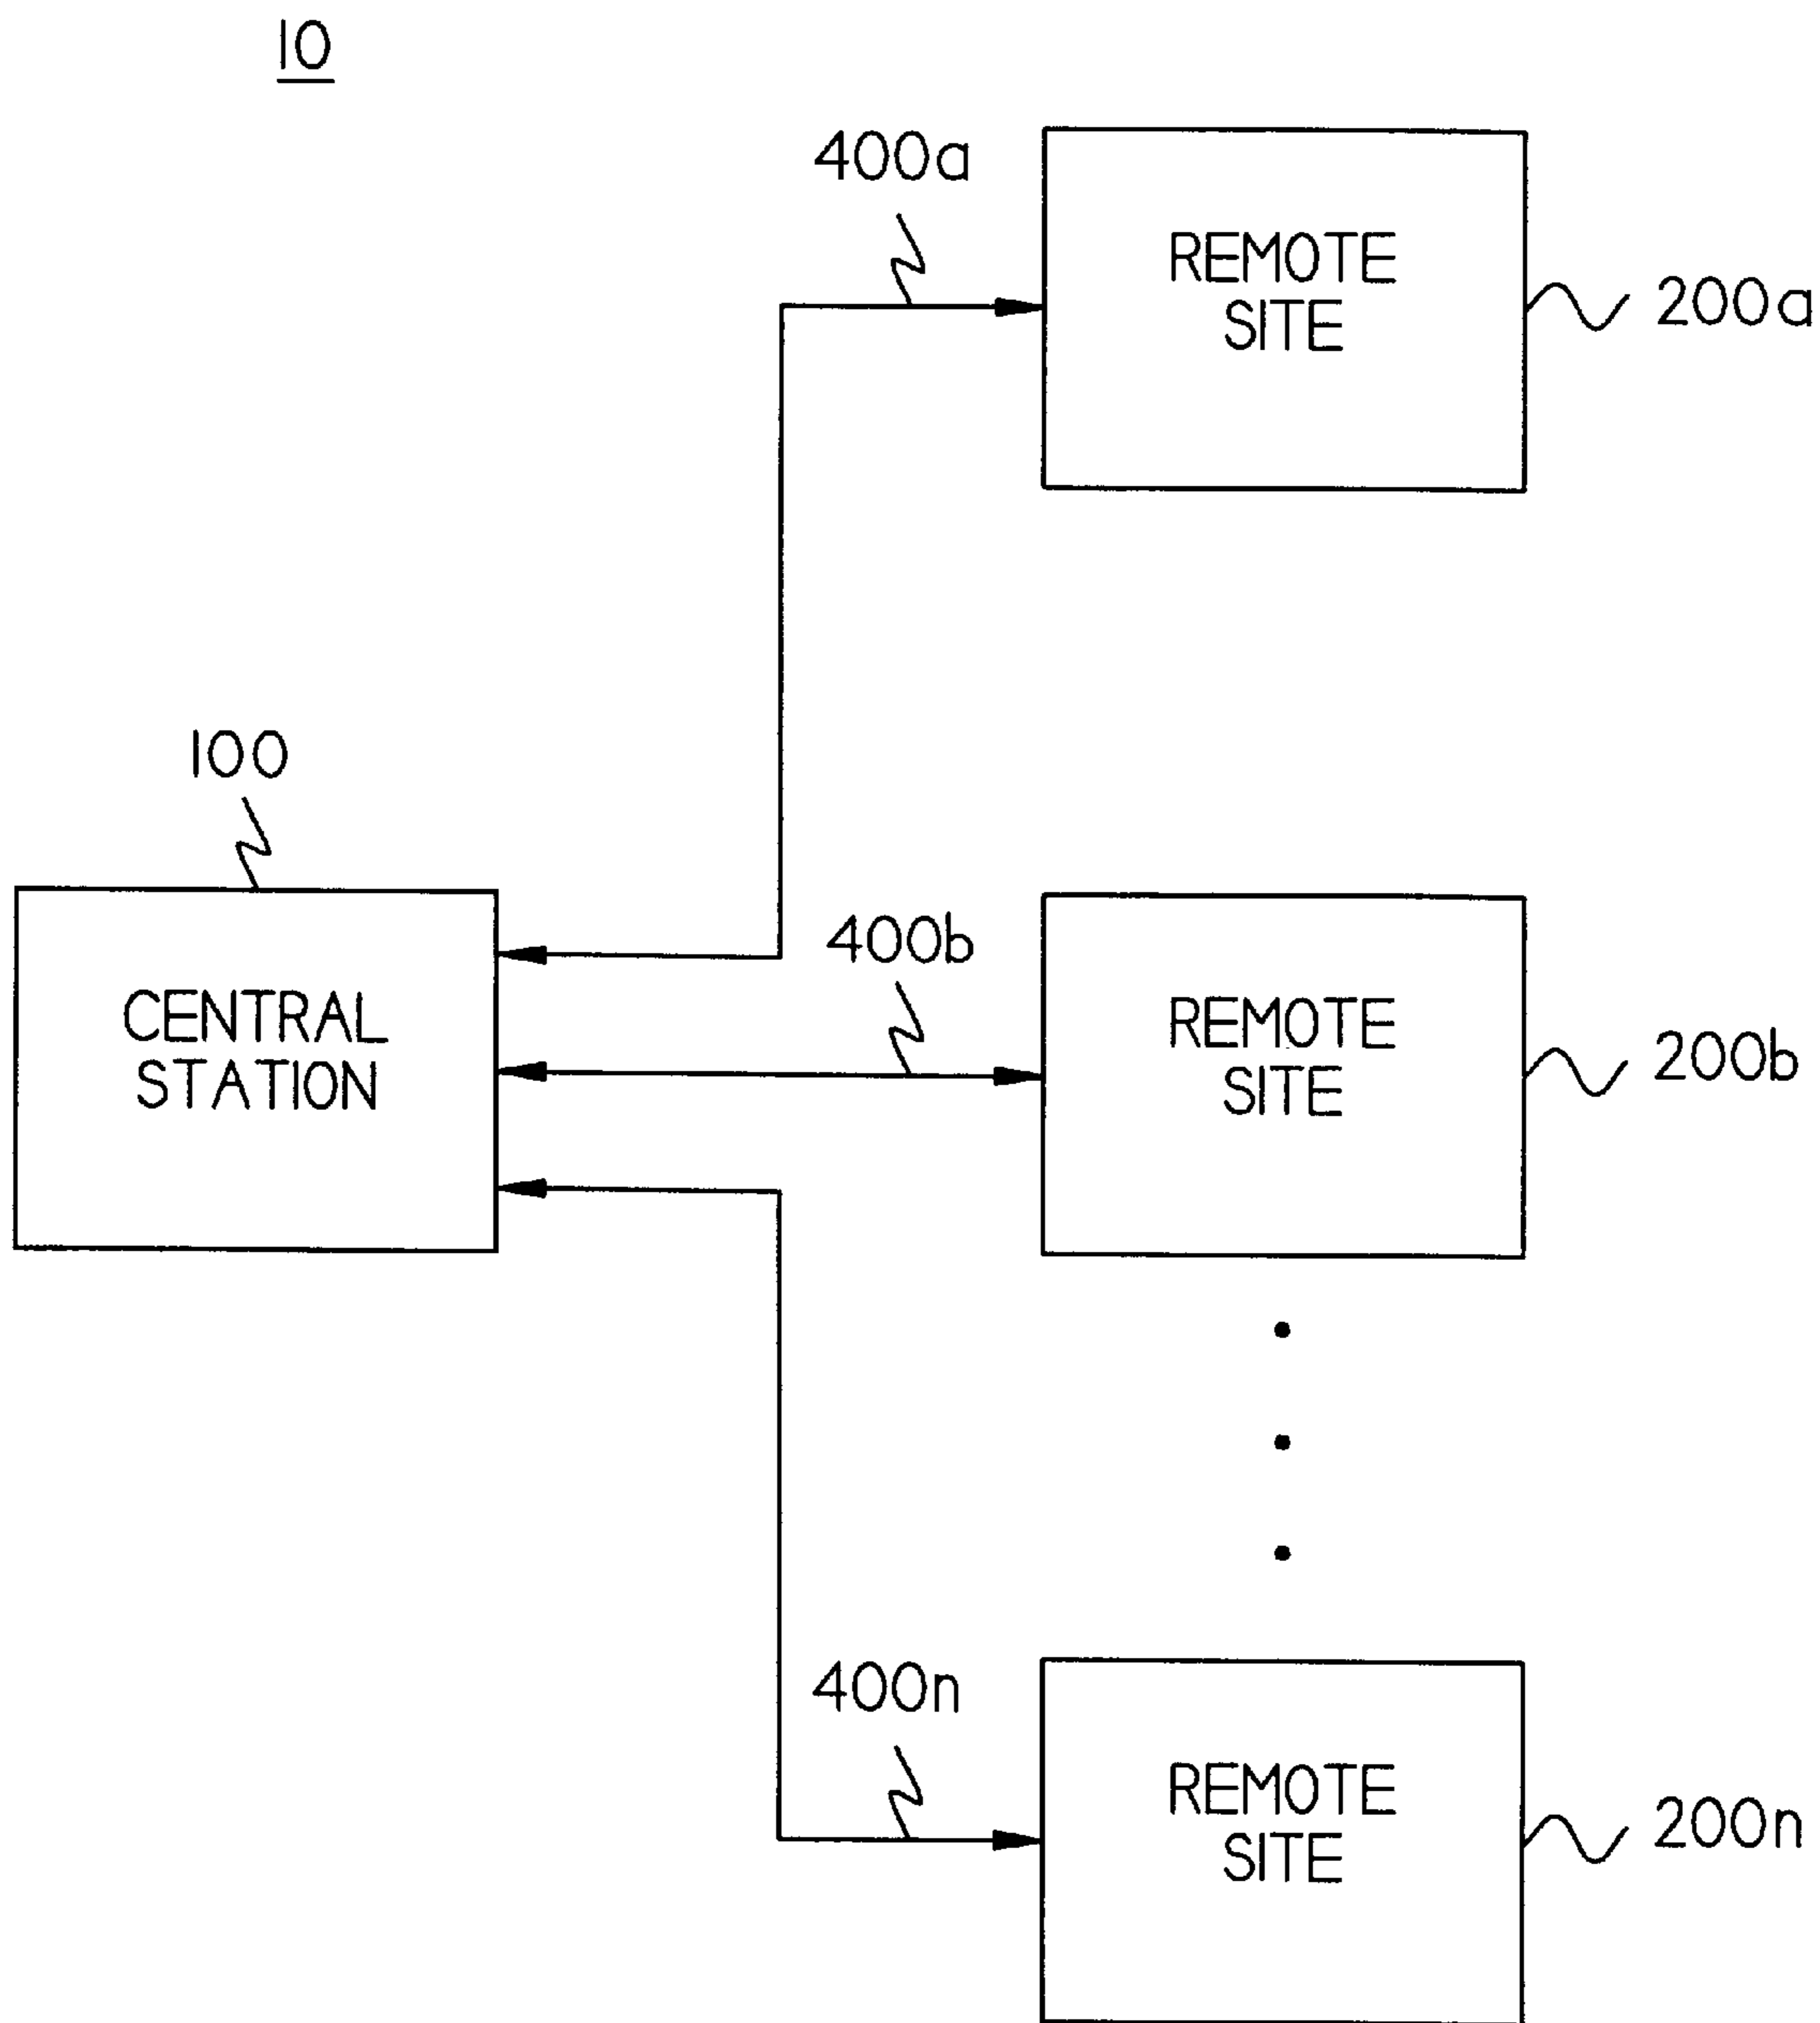 10
400a
REMOTE
SITE
200a
100
400b
CENTRAL
STATION
REMOTE
SITE
200b
400n
REMOTE
SITE
200n